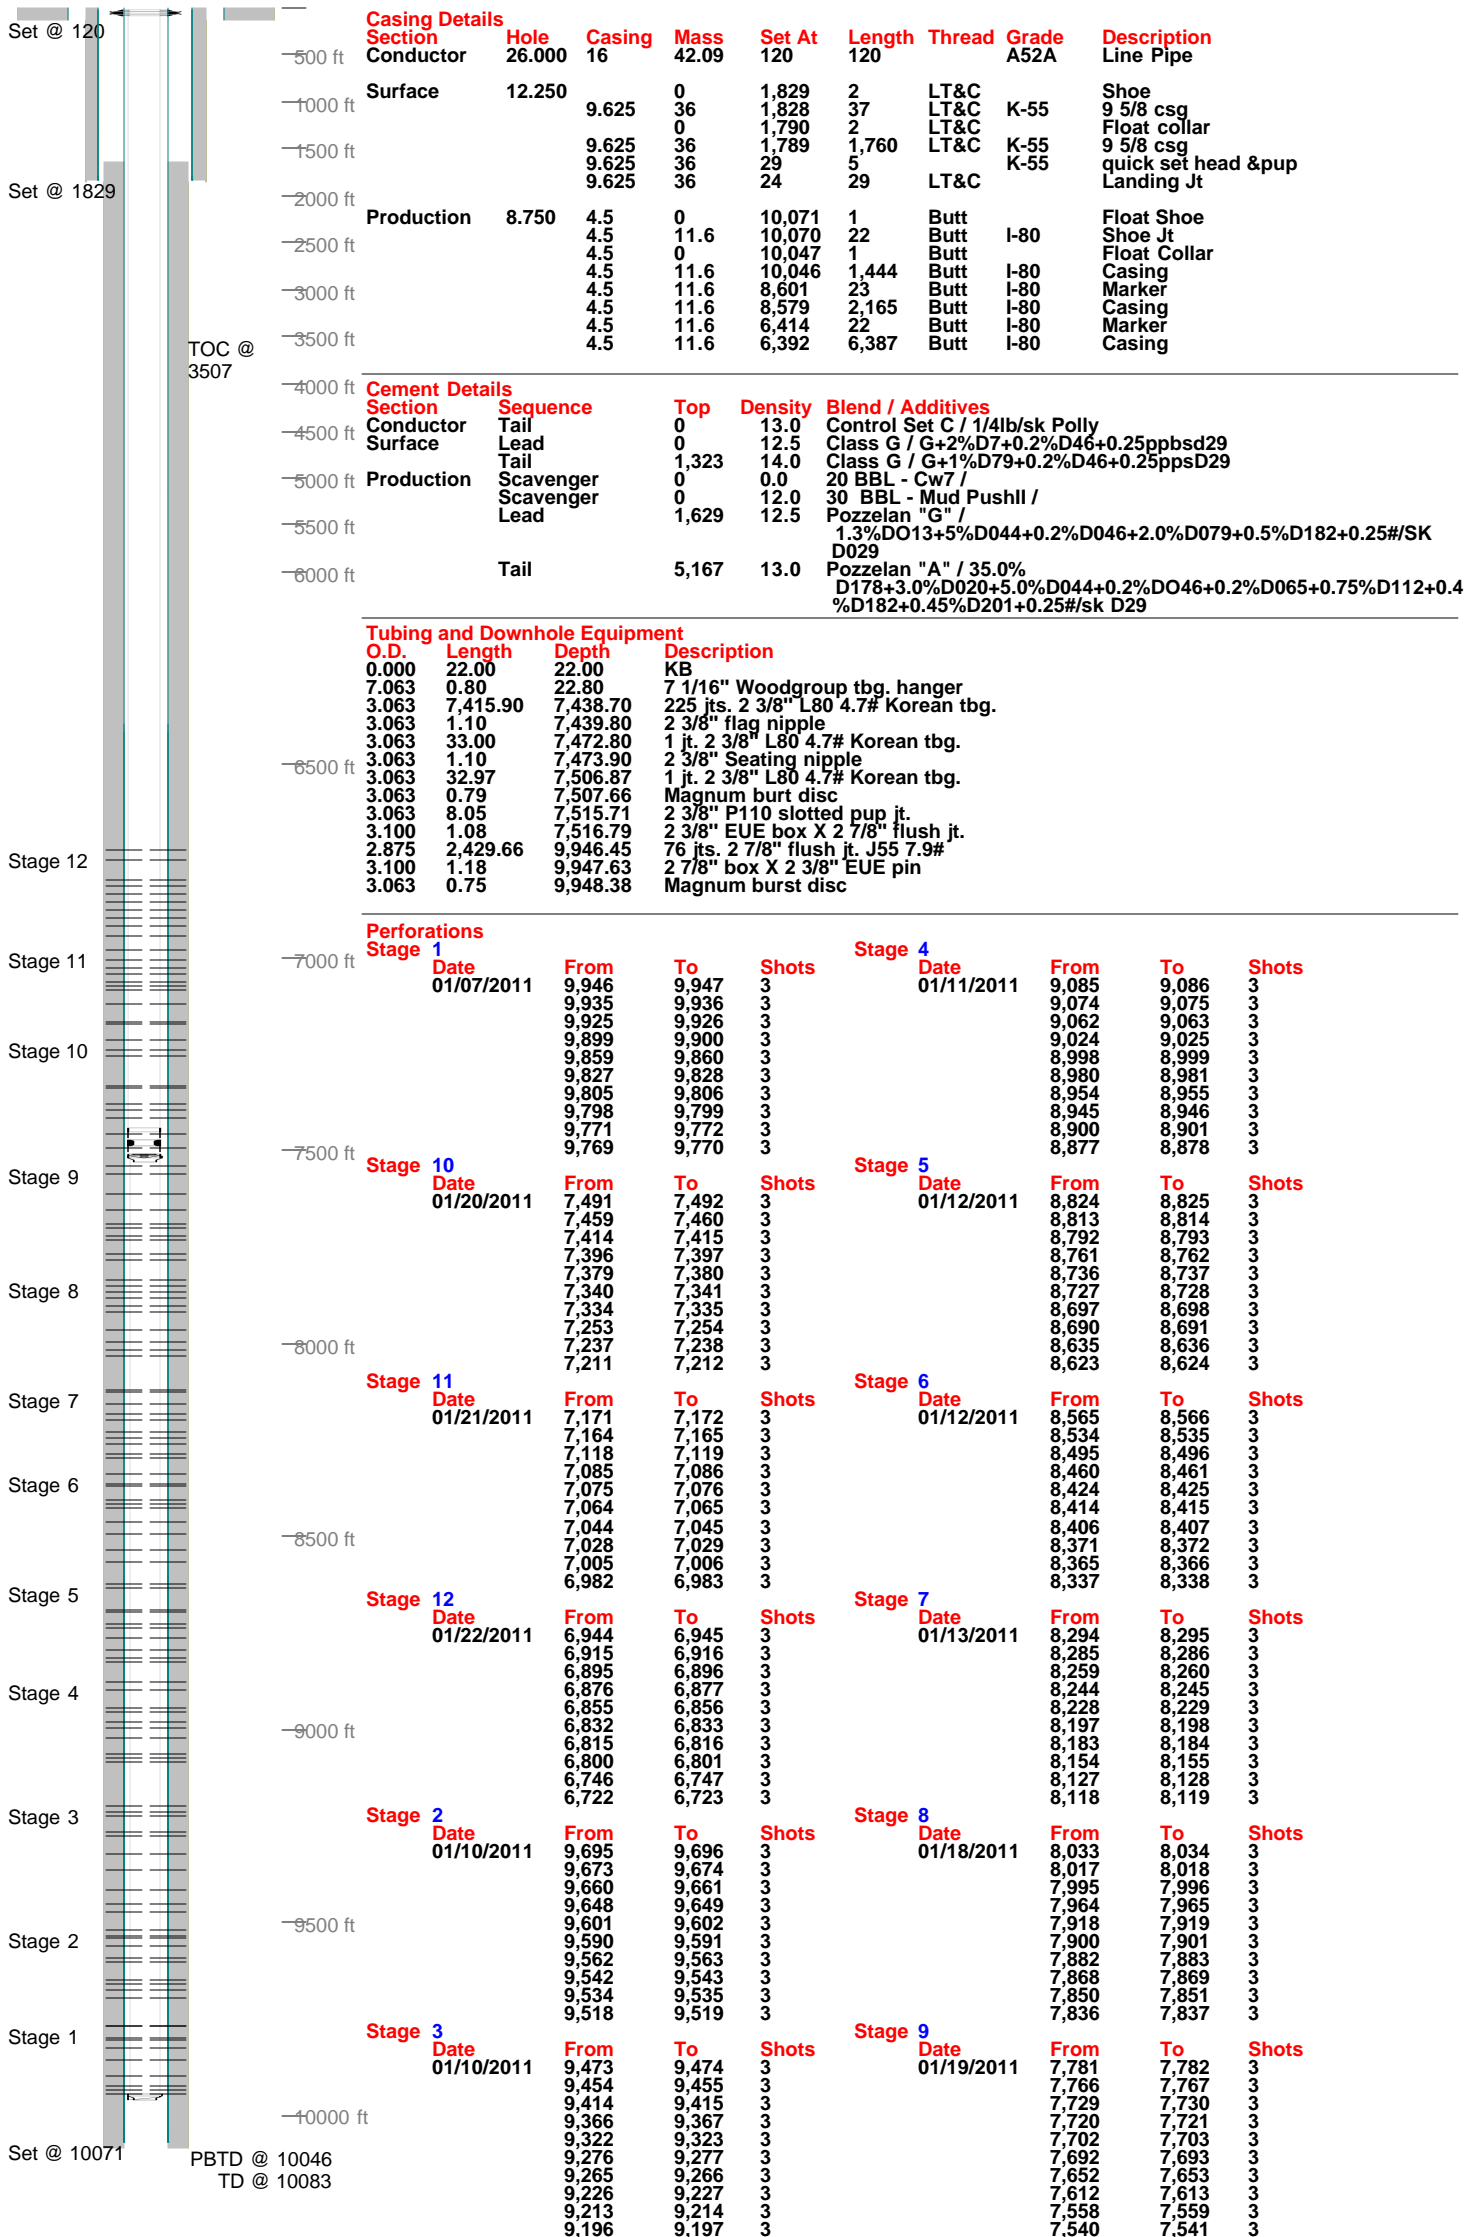 Set @ 120
Set @ 1829
TOC @
3507
Stage 12
Stage 11
Stage 10
Stage 9
Stage 8
Stage 7
Stage 6
Stage 5
Stage 4
Stage 3
Stage 2
Stage 1
Set @ 10071
PBTD @ 10046
TD @ 10083
500 ft
1000 ft
1500 ft
2000 ft
2500 ft
3000 ft
3500 ft
4000 ft
4500 ft
5000 ft
5500 ft
6000 ft
6500 ft
7000 ft
7500 ft
8000 ft
8500 ft
9000 ft
9500 ft
10000 ft
Casing Details
Section Hole Casing Mass Set At Length Thread Grade Description
Conductor 26.000 16 42.09 120 120 A52A Line Pipe
Surface 12.250 0 1,829 2 LT&C Shoe
9.625 36 1,828 37 LT&C K-55 9 5/8 csg
0 1,790 2 LT&C Float collar
9.625 36 1,789 1,760 LT&C K-55 9 5/8 csg
9.625 36 29 5 K-55 quick set head &pup
9.625 36 24 29 LT&C Landing Jt
Production 8.750 4.5 0 10,071 1 Butt Float Shoe
4.5 11.6 10,070 22 Butt I-80 Shoe Jt
4.5 0 10,047 1 Butt Float Collar
4.5 11.6 10,046 1,444 Butt I-80 Casing
4.5 11.6 8,601 23 Butt I-80 Marker
4.5 11.6 8,579 2,165 Butt I-80 Casing
4.5 11.6 6,414 22 Butt I-80 Marker
4.5 11.6 6,392 6,387 Butt I-80 Casing
Cement Details
Section Sequence Top Density Blend / Additives
Conductor Tail 0 13.0 Control Set C / 1/4lb/sk Polly
Surface Lead 0 12.5 Class G / G+2%D7+0.2%D46+0.25ppbsd29
Tail 1,323 14.0 Class G / G+1%D79+0.2%D46+0.25ppsD29
Production Scavenger 0 0.0 20 BBL - Cw7 /
Scavenger 0 12.0 30 BBL - Mud PushII /
Lead 1,629 12.5 Pozzelan "G" /
1.3%DO13+5%D044+0.2%D046+2.0%D079+0.5%D182+0.25#/SK
D029
Tail 5,167 13.0 Pozzelan "A" / 35.0%
D178+3.0%D020+5.0%D044+0.2%DO46+0.2%D065+0.75%D112+0.4
%D182+0.45%D201+0.25#/sk D29
Tubing and Downhole Equipment
O.D. Length Depth Description
0.000 22.00 22.00 KB
7.063 0.80 22.80 7 1/16" Woodgroup tbg. hanger
3.063 7,415.90 7,438.70 225 jts. 2 3/8" L80 4.7# Korean tbg.
3.063 1.10 7,439.80 2 3/8" flag nipple
3.063 33.00 7,472.80 1 jt. 2 3/8" L80 4.7# Korean tbg.
3.063 1.10 7,473.90 2 3/8" Seating nipple
3.063 32.97 7,506.87 1 jt. 2 3/8" L80 4.7# Korean tbg.
3.063 0.79 7,507.66 Magnum burt disc
3.063 8.05 7,515.71 2 3/8" P110 slotted pup jt.
3.100 1.08 7,516.79 2 3/8" EUE box X 2 7/8" flush jt.
2.875 2,429.66 9,946.45 76 jts. 2 7/8" flush jt. J55 7.9#
3.100 1.18 9,947.63 2 7/8" box X 2 3/8" EUE pin
3.063 0.75 9,948.38 Magnum burst disc
Perforations
Stage 1
Date From To Shots
01/07/2011 9,946 9,947 3
9,935 9,936 3
9,925 9,926 3
9,899 9,900 3
9,859 9,860 3
9,827 9,828 3
9,805 9,806 3
9,798 9,799 3
9,771 9,772 3
9,769 9,770 3
Stage 10
Date From To Shots
01/20/2011 7,491 7,492 3
7,459 7,460 3
7,414 7,415 3
7,396 7,397 3
7,379 7,380 3
7,340 7,341 3
7,334 7,335 3
7,253 7,254 3
7,237 7,238 3
7,211 7,212 3
Stage 11
Date From To Shots
01/21/2011 7,171 7,172 3
7,164 7,165 3
7,118 7,119 3
7,085 7,086 3
7,075 7,076 3
7,064 7,065 3
7,044 7,045 3
7,028 7,029 3
7,005 7,006 3
6,982 6,983 3
Stage 12
Date From To Shots
01/22/2011 6,944 6,945 3
6,915 6,916 3
6,895 6,896 3
6,876 6,877 3
6,855 6,856 3
6,832 6,833 3
6,815 6,816 3
6,800 6,801 3
6,746 6,747 3
6,722 6,723 3
Stage 2
Date From To Shots
01/10/2011 9,695 9,696 3
9,673 9,674 3
9,660 9,661 3
9,648 9,649 3
9,601 9,602 3
9,590 9,591 3
9,562 9,563 3
9,542 9,543 3
9,534 9,535 3
9,518 9,519 3
Stage 3
Date From To Shots
01/10/2011 9,473 9,474 3
9,454 9,455 3
9,414 9,415 3
9,366 9,367 3
9,322 9,323 3
9,276 9,277 3
9,265 9,266 3
9,226 9,227 3
9,213 9,214 3
9,196 9,197 3
Stage 4
Date From To Shots
01/11/2011 9,085 9,086 3
9,074 9,075 3
9,062 9,063 3
9,024 9,025 3
8,998 8,999 3
8,980 8,981 3
8,954 8,955 3
8,945 8,946 3
8,900 8,901 3
8,877 8,878 3
Stage 5
Date From To Shots
01/12/2011 8,824 8,825 3
8,813 8,814 3
8,792 8,793 3
8,761 8,762 3
8,736 8,737 3
8,727 8,728 3
8,697 8,698 3
8,690 8,691 3
8,635 8,636 3
8,623 8,624 3
Stage 6
Date From To Shots
01/12/2011 8,565 8,566 3
8,534 8,535 3
8,495 8,496 3
8,460 8,461 3
8,424 8,425 3
8,414 8,415 3
8,406 8,407 3
8,371 8,372 3
8,365 8,366 3
8,337 8,338 3
Stage 7
Date From To Shots
01/13/2011 8,294 8,295 3
8,285 8,286 3
8,259 8,260 3
8,244 8,245 3
8,228 8,229 3
8,197 8,198 3
8,183 8,184 3
8,154 8,155 3
8,127 8,128 3
8,118 8,119 3
Stage 8
Date From To Shots
01/18/2011 8,033 8,034 3
8,017 8,018 3
7,995 7,996 3
7,964 7,965 3
7,918 7,919 3
7,900 7,901 3
7,882 7,883 3
7,868 7,869 3
7,850 7,851 3
7,836 7,837 3
Stage 9
Date From To Shots
01/19/2011 7,781 7,782 3
7,766 7,767 3
7,729 7,730 3
7,720 7,721 3
7,702 7,703 3
7,692 7,693 3
7,652 7,653 3
7,612 7,613 3
7,558 7,559 3
7,540 7,541 3